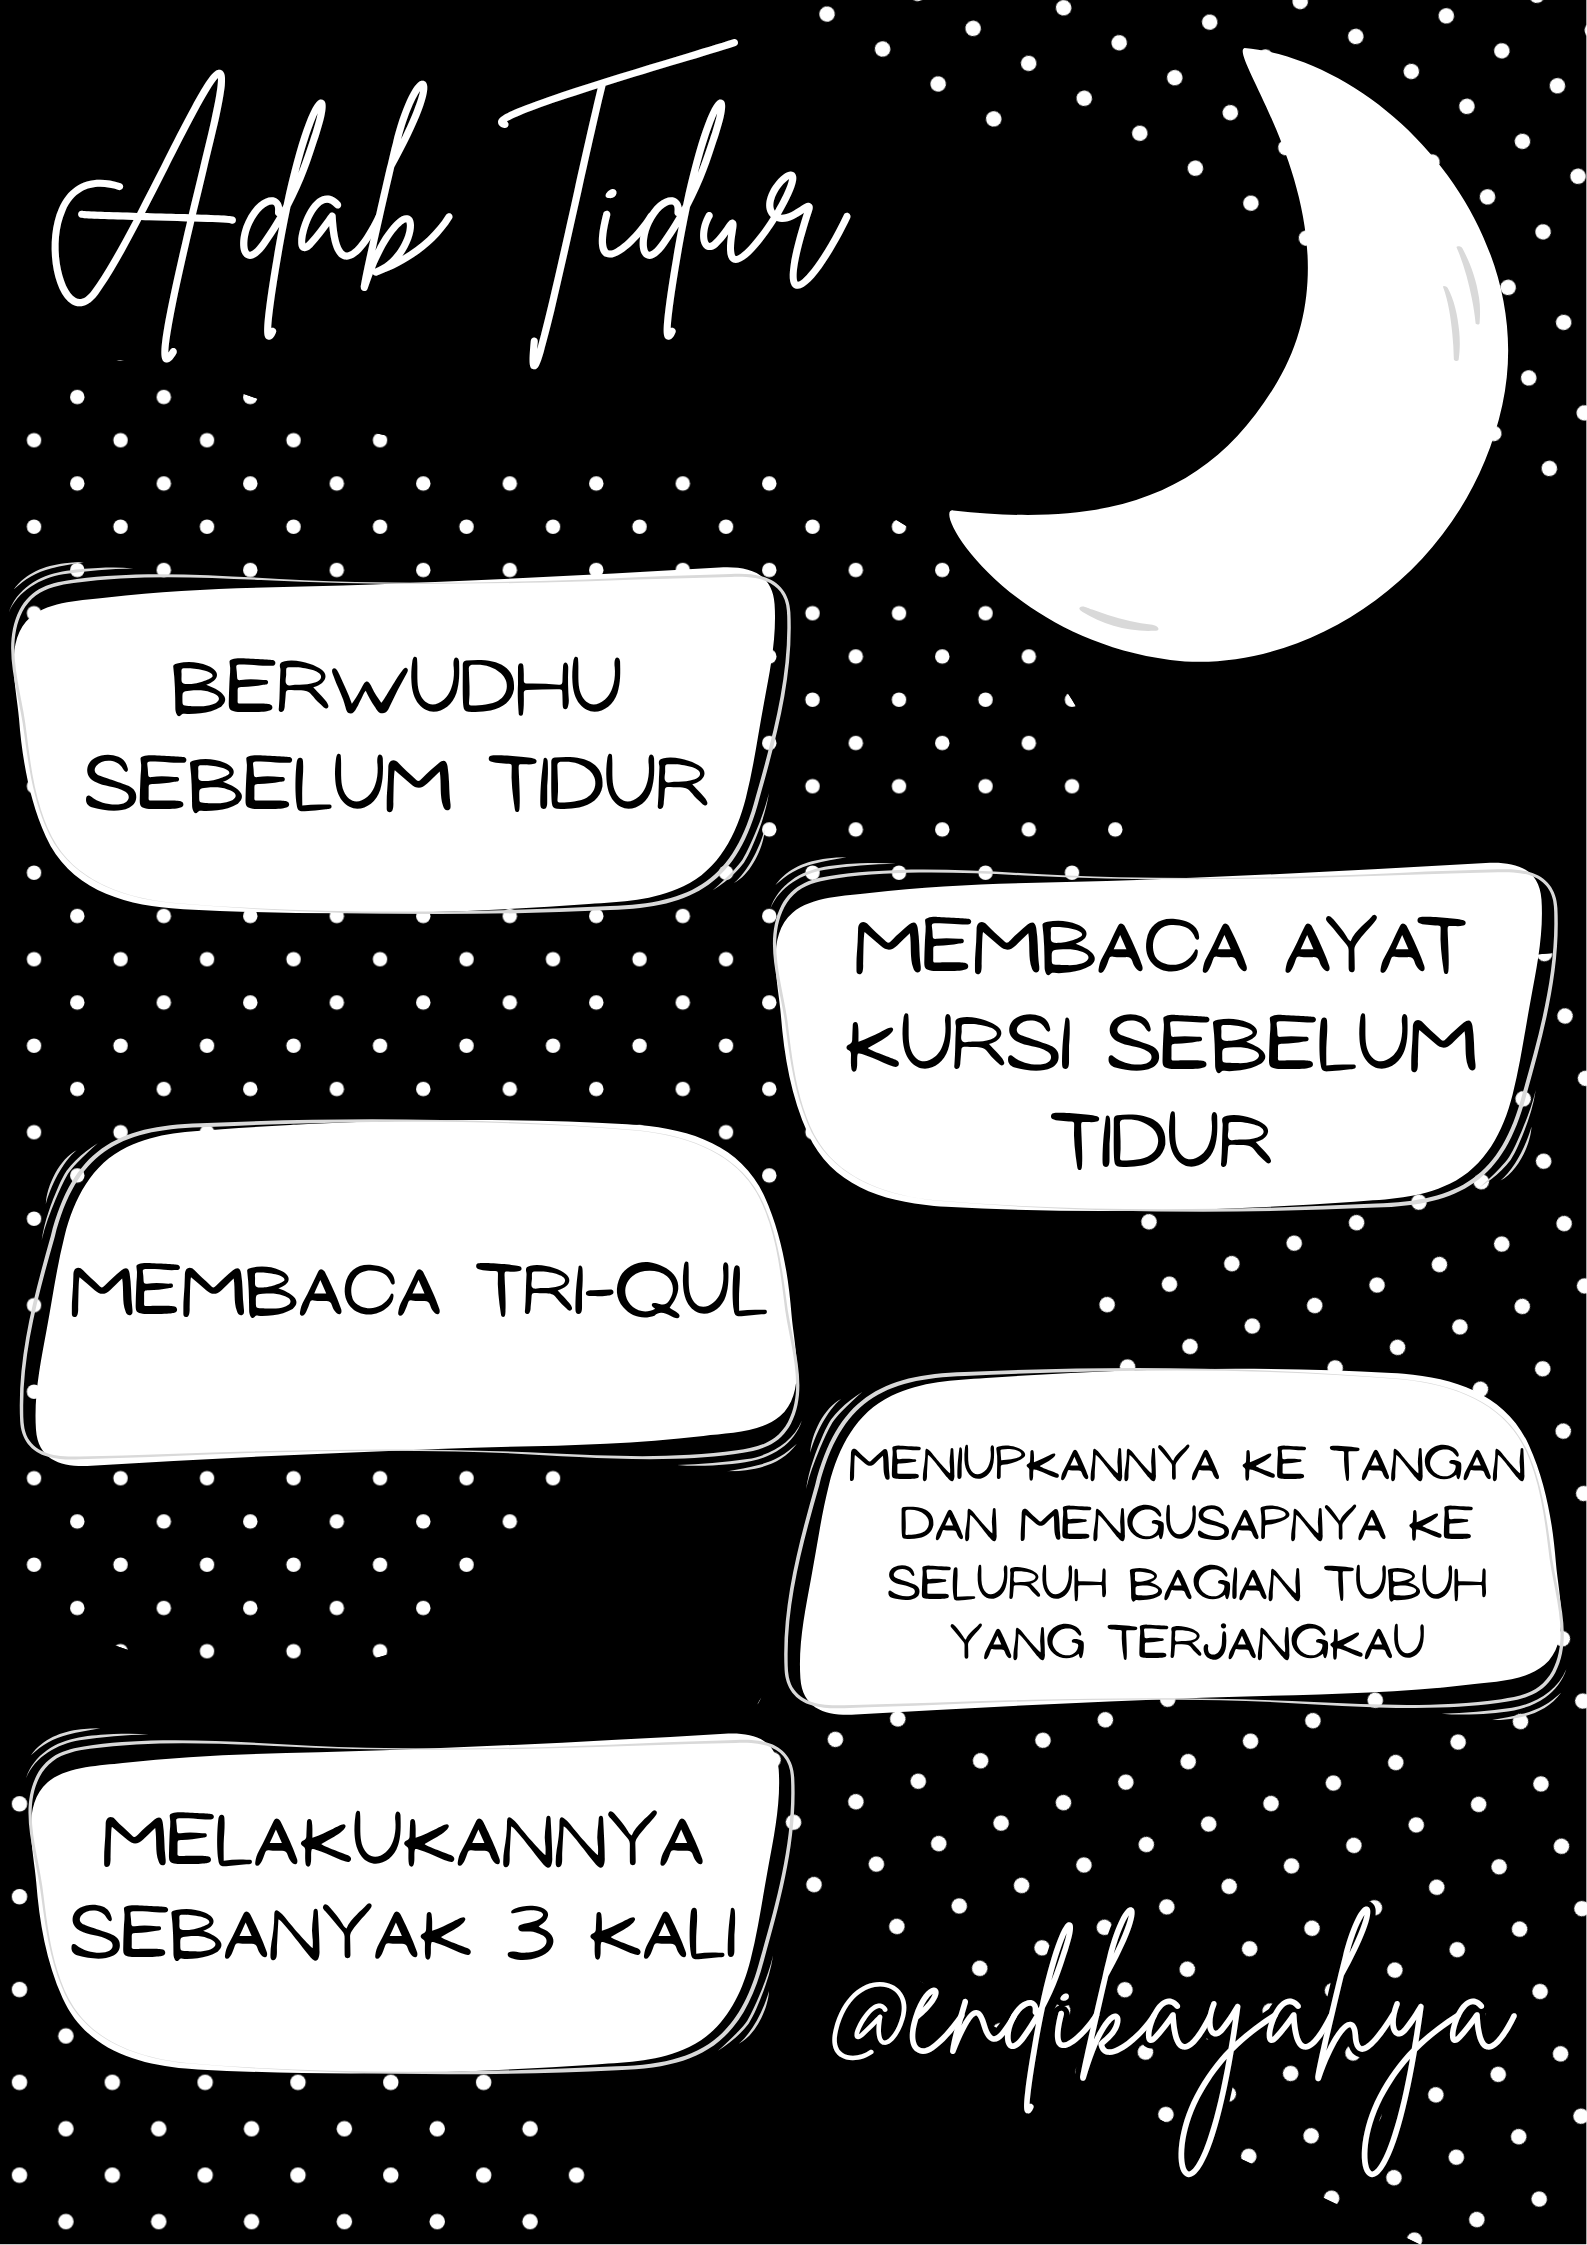 Adab Tidur
BERWUDHU
SEBELUM TIDUR
MEMBACA AYAT
KURSI SEBELUM
TIDUR
MEMBACA TRI-QUL
MENIUPKANNYA KE TANGAN
DAN MENGUSAPNYA KE
SELURUH BAGIAN TUBUH
YANG TERJANGKAU
MELAKUKANNYA
SEBANYAK 3 KALI
@endikayahya